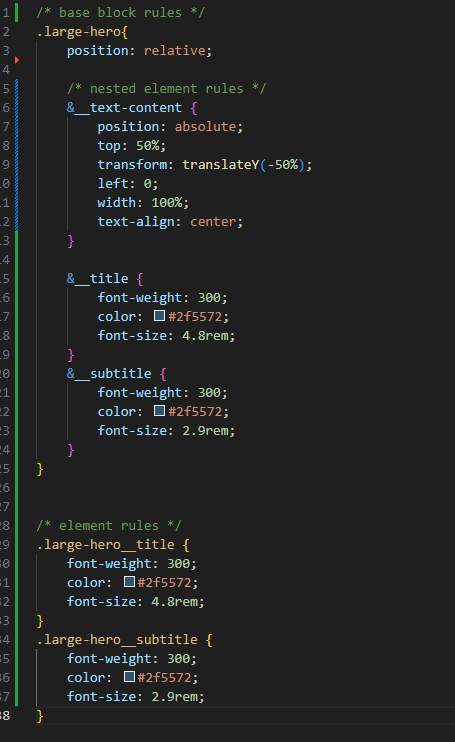 1 /* base block rules */
2 .large-hero{
3     position: relative;
4
5     /* nested element rules */
6     &__text-content {
7         position: absolute;
8         top: 50%;
9         transform: translateY(-50%);
10         left: 0;
11         width: 100%;
12         text-align: center;
13     }
14
15     &__title {
16         font-weight: 300;
17         color: #2f5572;
18         font-size: 4.8rem;
19     }
20     &__subtitle {
21         font-weight: 300;
22         color: #2f5572;
23         font-size: 2.9rem;
24     }
25 }
26
27
28 /* element rules */
29 .large-hero__title {
30     font-weight: 300;
31     color: #2f5572;
32     font-size: 4.8rem;
33 }
34 .large-hero__subtitle {
35     font-weight: 300;
36     color: #2f5572;
37     font-size: 2.9rem;
38 }